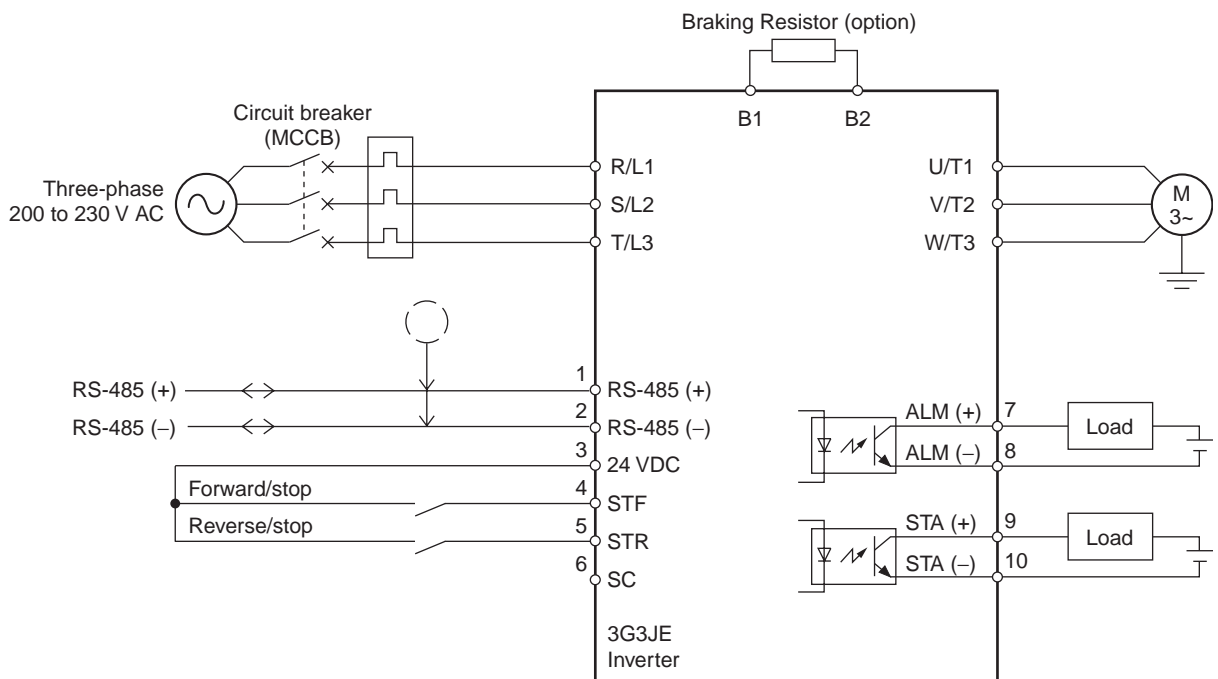 Braking Resistor (option)
B1
B2
Circuit breaker
(MCCB)
Three-phase
200 to 230 V AC
R/L1
S/L2
T/L3
U/T1
V/T2
W/T3
M
3~
RS-485 (+)
1
RS-485 (+)
RS-485 (−)
2
RS-485 (−)
3
24 VDC
Forward/stop
4
STF
Reverse/stop
5
STR
6
SC
ALM (+)
7
Load
ALM (−)
8
STA (+)
9
Load
STA (−)
10
3G3JE
Inverter